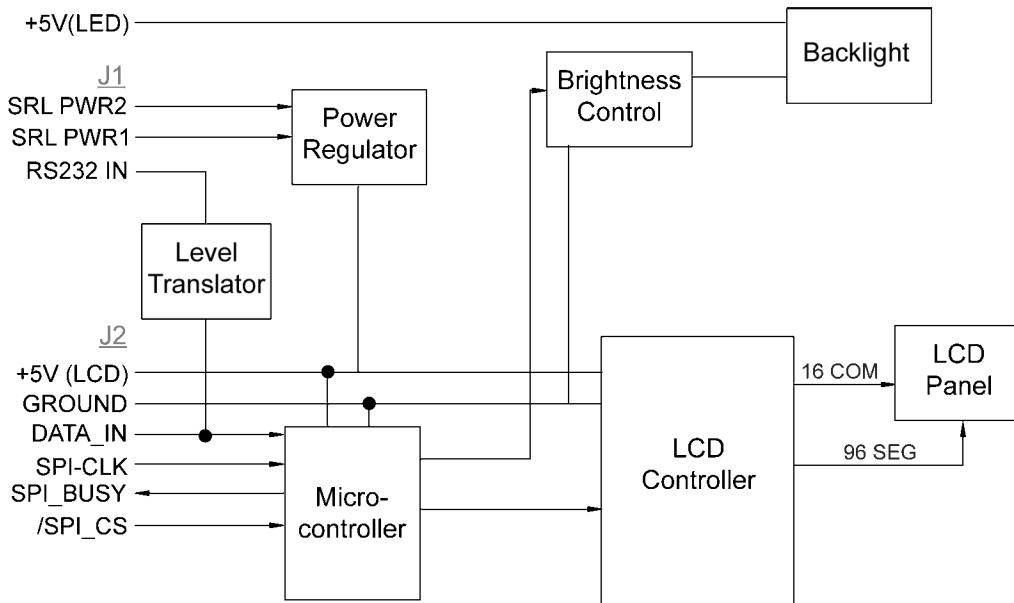 +5V(LED)
Backlight
J1
Brightness
Control
SRL PWR2
SRL PWR1
RS232 IN
Power
Regulator
Level
Translator
J2
+5V (LCD)
GROUND
DATA_IN
SPI-CLK
SPI_BUSY
/SPI_CS
Micro-
controller
LCD
Controller
16 COM
96 SEG
LCD
Panel